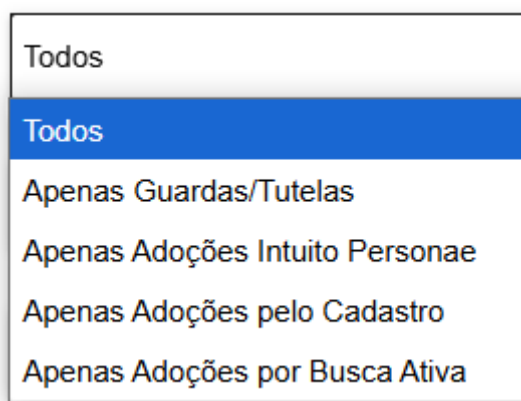 Todos
Todos
Apenas Guardas/Tutelas
Apenas Adoções Intuito Personae
Apenas Adoções pelo Cadastro
Apenas Adoções por Busca Ativa